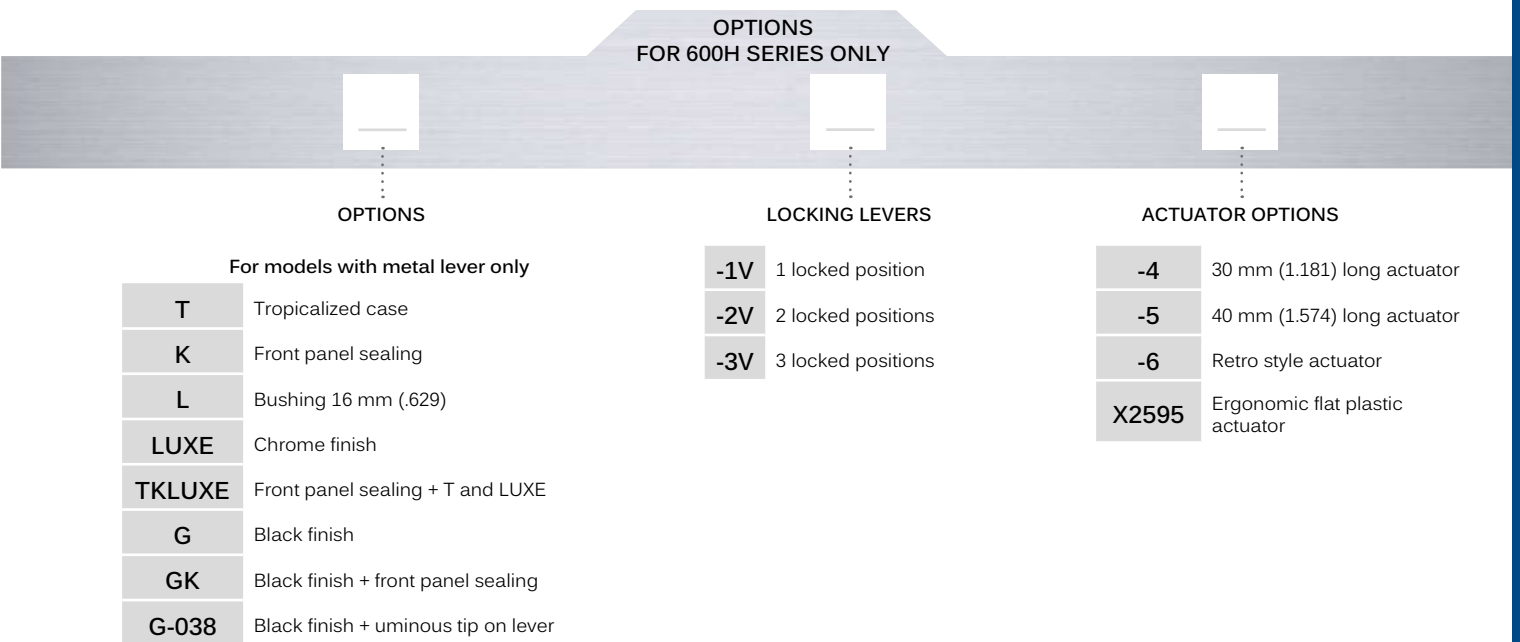 OPTIONS
FOR 600H SERIES ONLY
OPTIONS
For models with metal lever only
T Tropicalized case
K Front panel sealing
L Bushing 16 mm (.629)
LUXE Chrome finish
TKLUXE Front panel sealing + T and LUXE
G Black finish
GK Black finish + front panel sealing
G-038 Black finish + uminous tip on lever
LOCKING LEVERS
-1V 1 locked position
-2V 2 locked positions
-3V 3 locked positions
ACTUATOR OPTIONS
-4 30 mm (1.181) long actuator
-5 40 mm (1.574) long actuator
-6 Retro style actuator
X2595 Ergonomic flat plastic
actuator